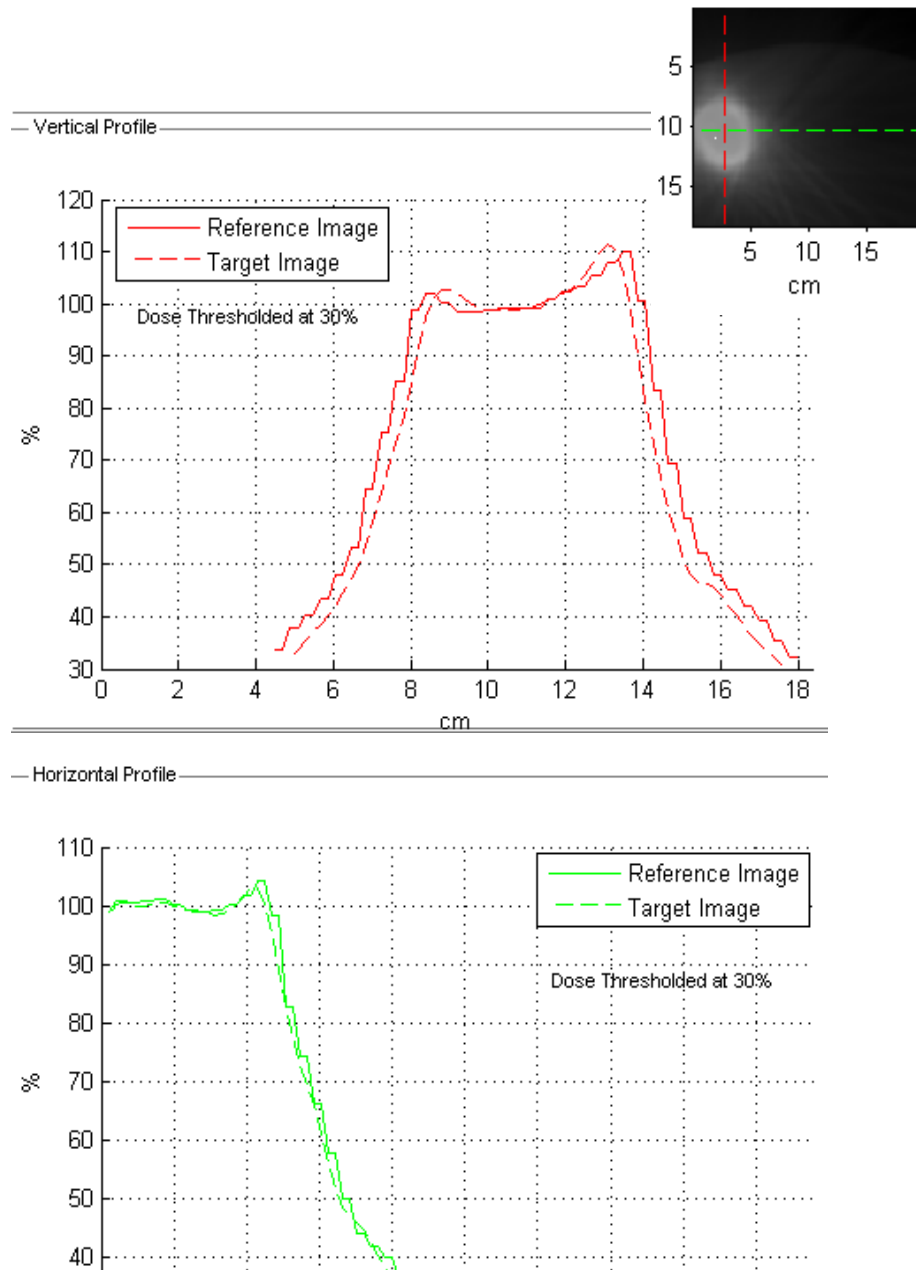 5
10
15
5 10 15
cm
Vertical Profile
120
110
100
90
80
70
60
50
40
30
%
Reference Image
Target Image
Dose Thresholded at 30%
0 2 4 6 8 10 12 14 16 18
cm
Horizontal Profile
110
100
90
80
70
60
50
40
%
Reference Image
Target Image
Dose Thresholded at 30%